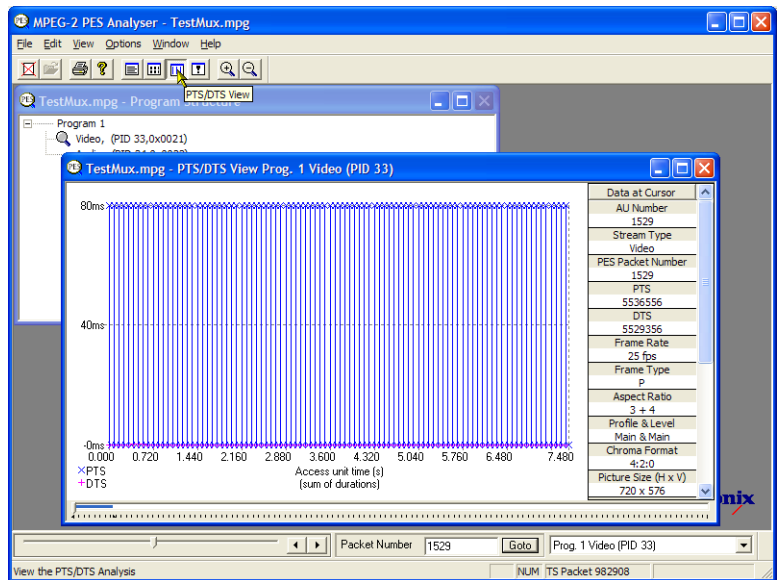 MPEG-2 PES Analyser - TestMux.mpg
File Edit View Options Window Help
PTS/DTS View
TestMux.mpg - Program Structure
Program 1
Video, (PID 33,0x0021)
TestMux.mpg - PTS/DTS View Prog. 1 Video (PID 33)
80ms
40ms
-0ms
0.000 0.720 1.440 2.160 2.880 3.600 4.320 5.040 5.760 6.480 7.480
×PTS
+DTS
Access unit time (s)
(sum of durations)
Data at Cursor
AU Number
1529
Stream Type
Video
PES Packet Number
1529
PTS
5536556
DTS
5529356
Frame Rate
25 fps
Frame Type
P
Aspect Ratio
3 + 4
Profile & Level
Main & Main
Chroma Format
4:2:0
Picture Size (H x V)
720 x 576
nix
Packet Number 1529 Goto Prog. 1 Video (PID 33)
View the PTS/DTS Analysis NUM TS Packet 982908